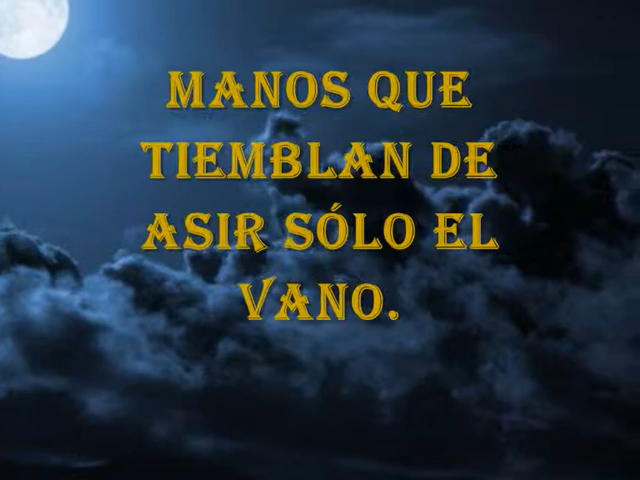 MANOS QUE
TIEMBLAN DE
ASIR SÓLO EL
VANO.